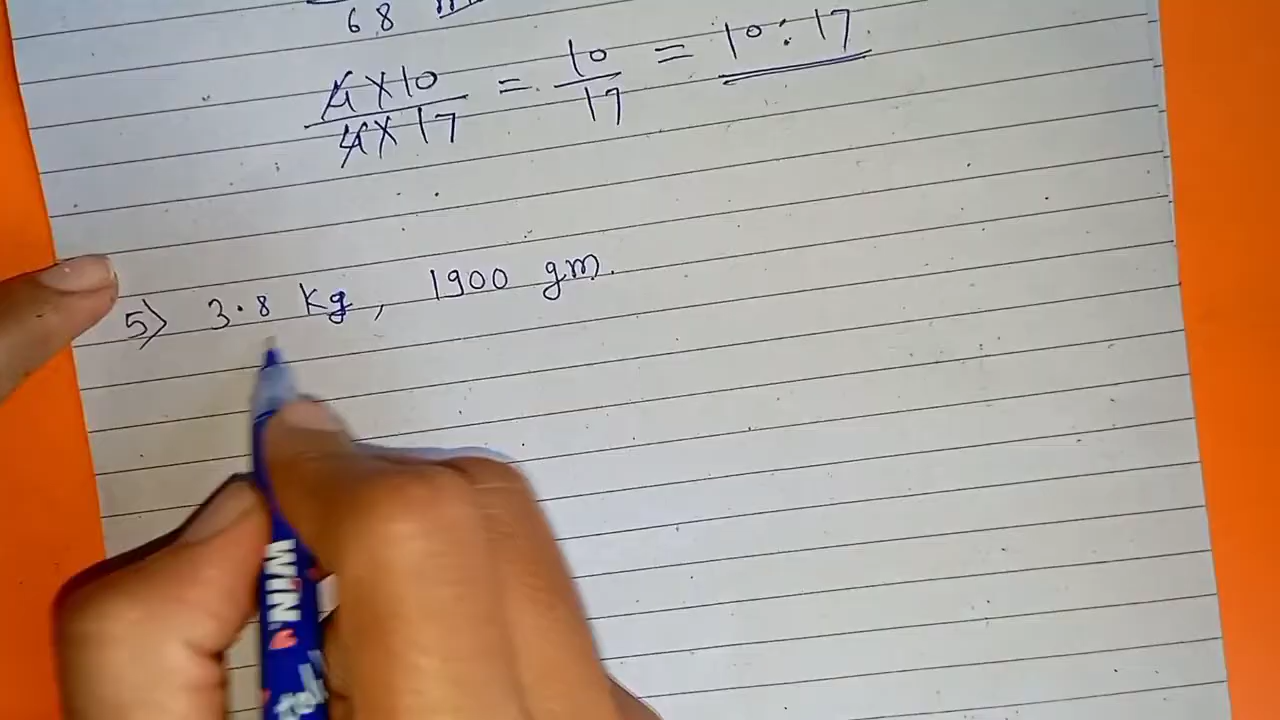 68
4 × 10 / 4 × 17 = 10 / 17 = 10 : 17
5) 3.8 Kg, 1900 gm.
WIN